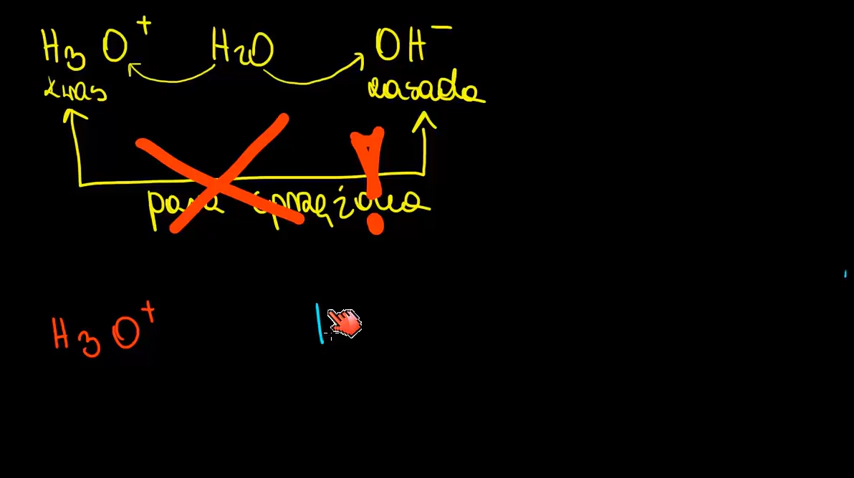 H3O+ H2O OH-
kwas zasada
para sprzężona
!
H3O+